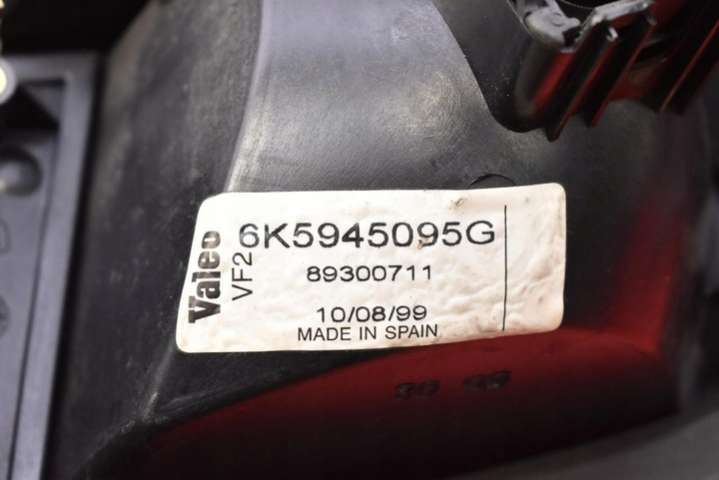 Valeo
VF2
6K5945095G
89300711
10/08/99
MADE IN SPAIN